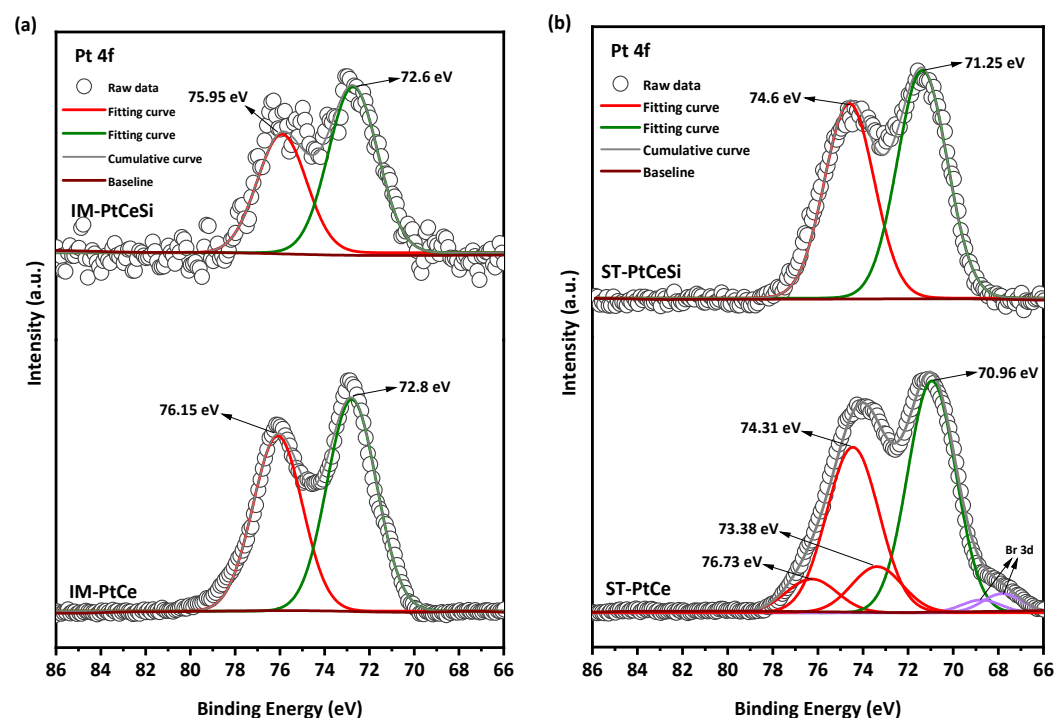 (a)
Pt 4f
Raw data
Fitting curve
Fitting curve
Cumulative curve
Baseline
IM-PtCeSi
75.95 eV
72.6 eV
76.15 eV
72.8 eV
IM-PtCe
Intensity (a.u.)
86 84 82 80 78 76 74 72 70 68 66
Binding Energy (eV)
(b)
Pt 4f
Raw data
Fitting curve
Fitting curve
Cumulative curve
Baseline
74.6 eV
71.25 eV
ST-PtCeSi
70.96 eV
74.31 eV
73.38 eV
76.73 eV
Br 3d
ST-PtCe
Intensity (a.u.)
86 84 82 80 78 76 74 72 70 68 66
Binding Energy (eV)